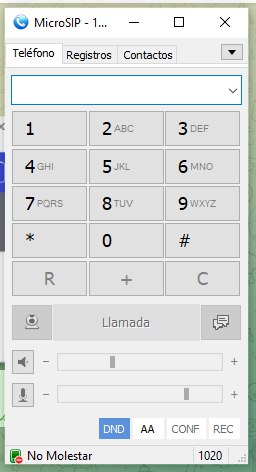 MicroSIP - 1...
Teléfono Registros Contactos
1 2 ABC 3 DEF
4 GHI 5 JKL 6 MNO
7 PQRS 8 TUV 9 WXYZ
* 0 #
R + C
Llamada
- +
- +
DND AA CONF REC
No Molestar 1020